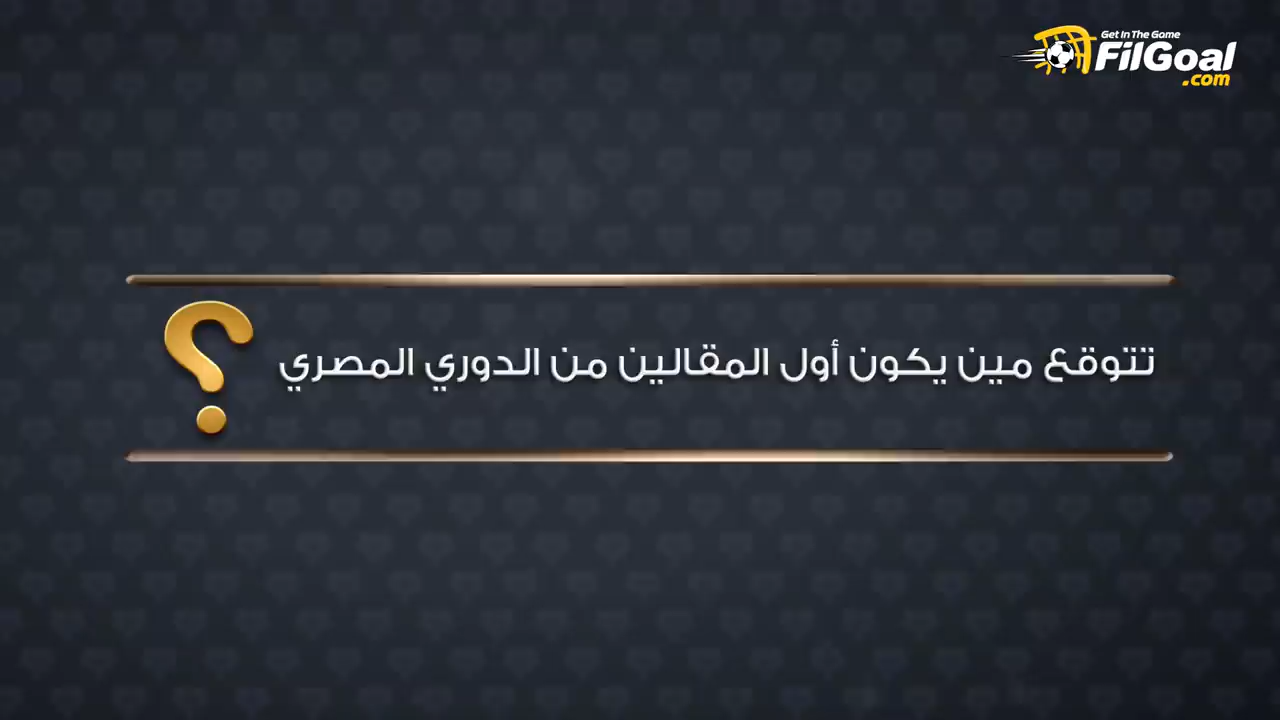 Get In The Game
FilGoal
.com
تتوقع مين يكون أول المقالين من الدوري المصري ؟